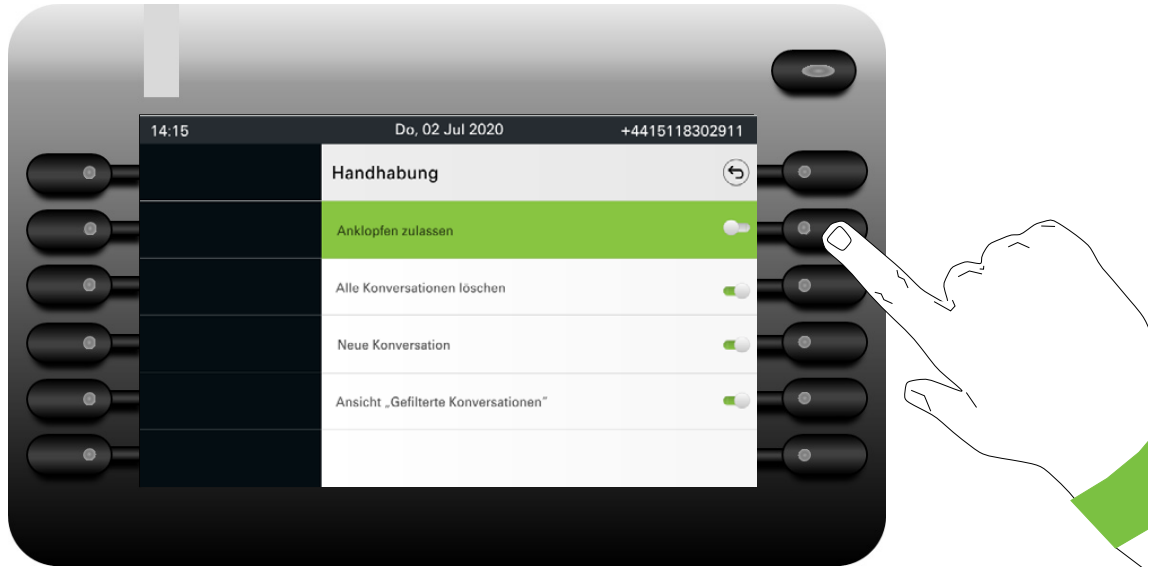 14:15 Do, 02 Jul 2020 +4415118302911
Handhabung
Anklopfen zulassen
Alle Konversationen löschen
Neue Konversation
Ansicht „Gefilterte Konversationen“